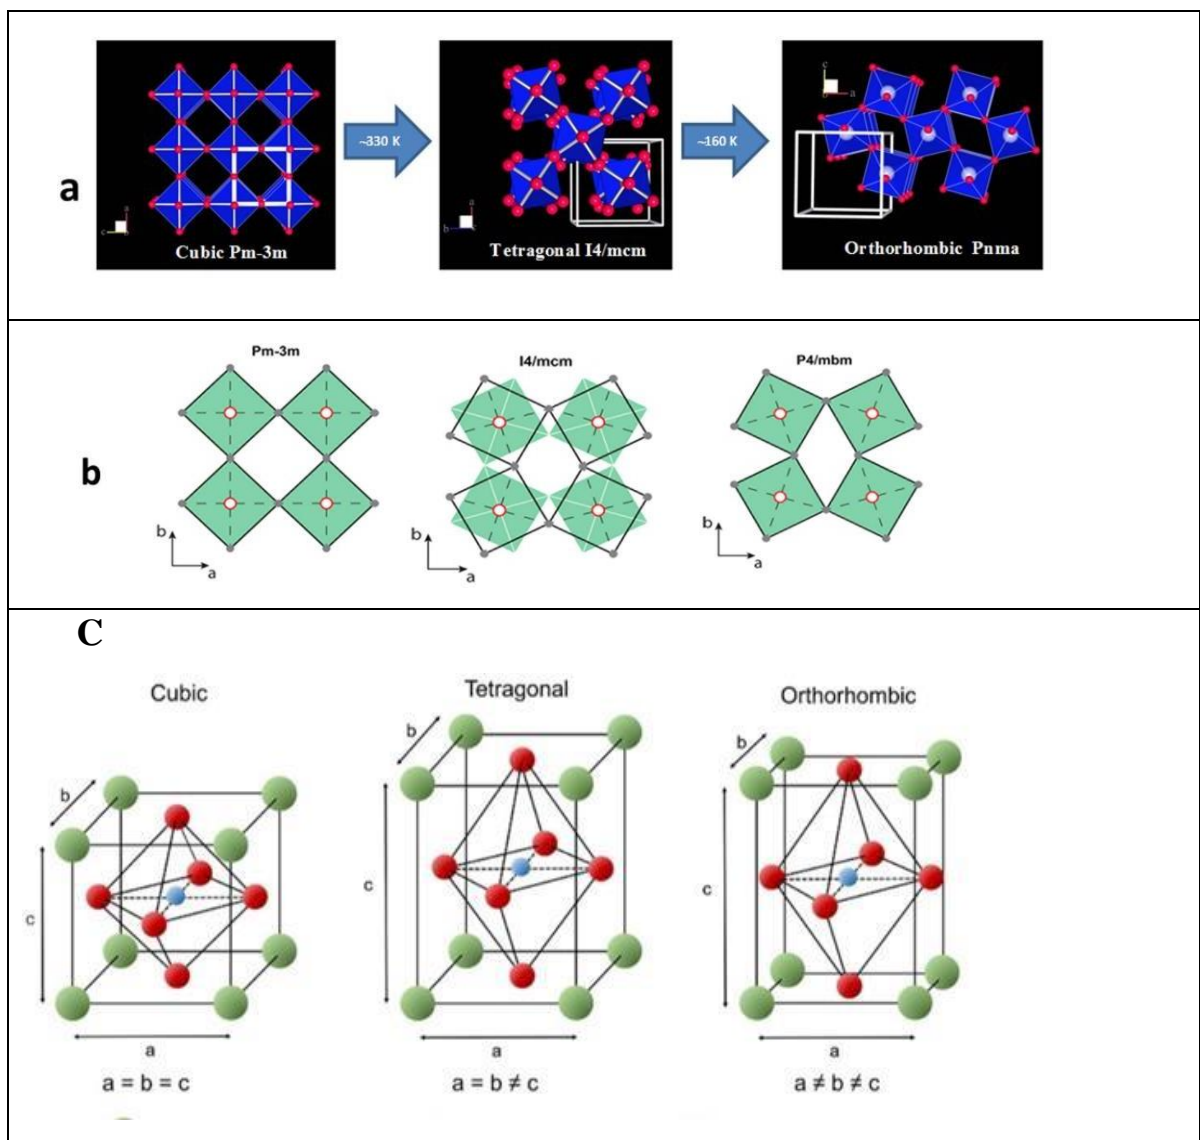 a
~330 K
~160 K
c
a
a
b
c
a
Cubic Pm-3m
Tetragonal I4/mcm
Orthorhombic Pnma
b
Pm-3m
I4/mcm
P4/mbm
b
a
b
a
b
a
C
Cubic
Tetragonal
Orthorhombic
b
c
a
b
c
a
b
c
a
a = b = c
a = b ≠ c
a ≠ b ≠ c